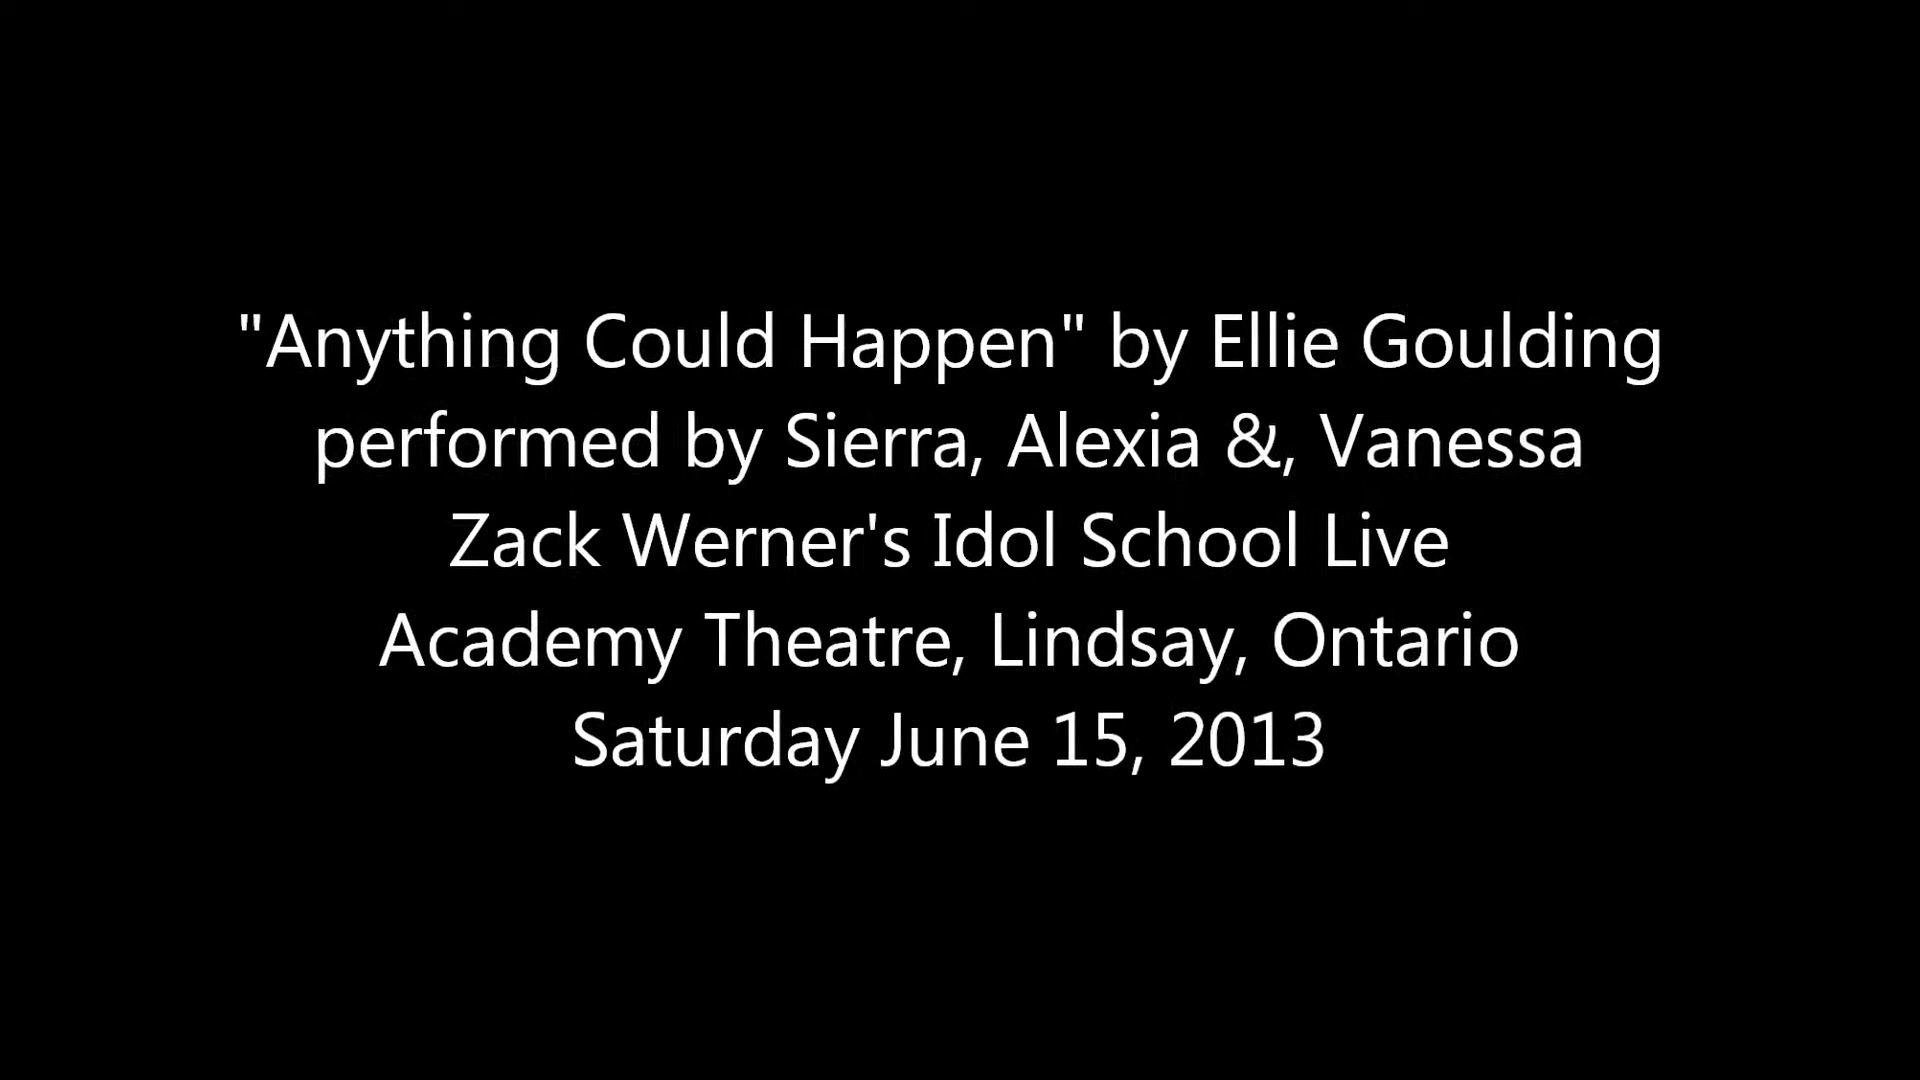 "Anything Could Happen" by Ellie Goulding
performed by Sierra, Alexia &, Vanessa
Zack Werner's Idol School Live
Academy Theatre, Lindsay, Ontario
Saturday June 15, 2013